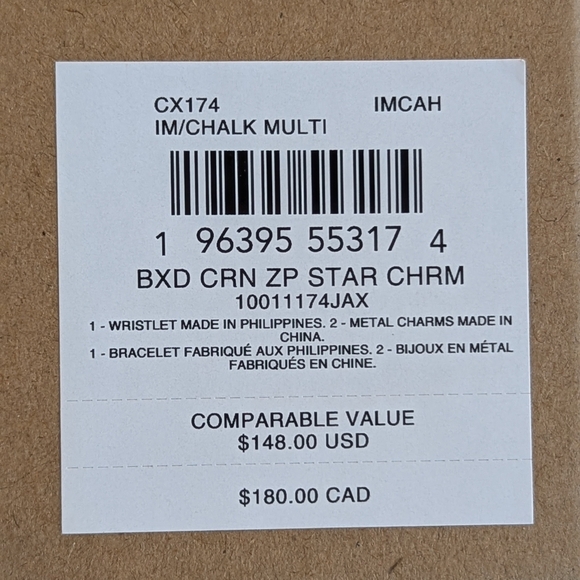 CX174 IMCAH
IM/CHALK MULTI
1 96395 55317 4
BXD CRN ZP STAR CHRM
10011174JAX
1 - WRISTLET MADE IN PHILIPPINES. 2 - METAL CHARMS MADE IN
CHINA.
1 - BRACELET FABRIQUÉ AUX PHILIPPINES. 2 - BIJOUX EN MÉTAL
FABRIQUÉS EN CHINE.
COMPARABLE VALUE
$148.00 USD
$180.00 CAD